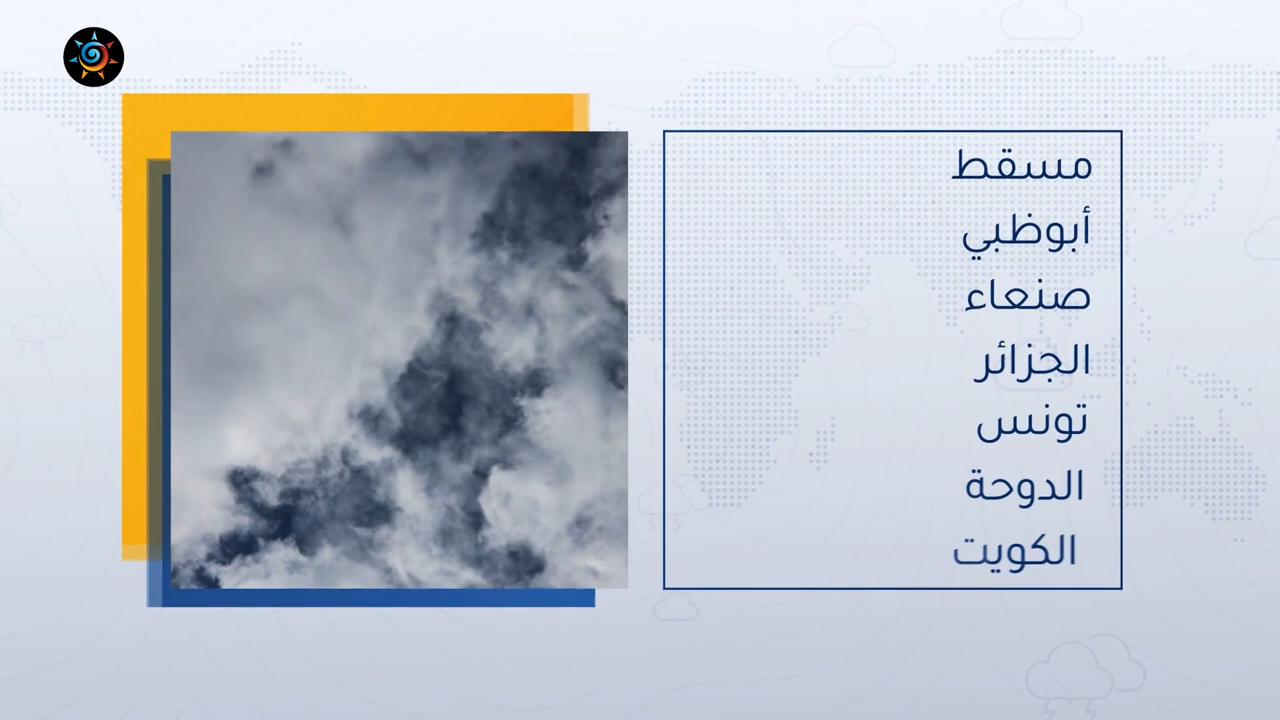 مسقط
أبوظبي
صنعاء
الجزائر
تونس
الدوحة
الكويت